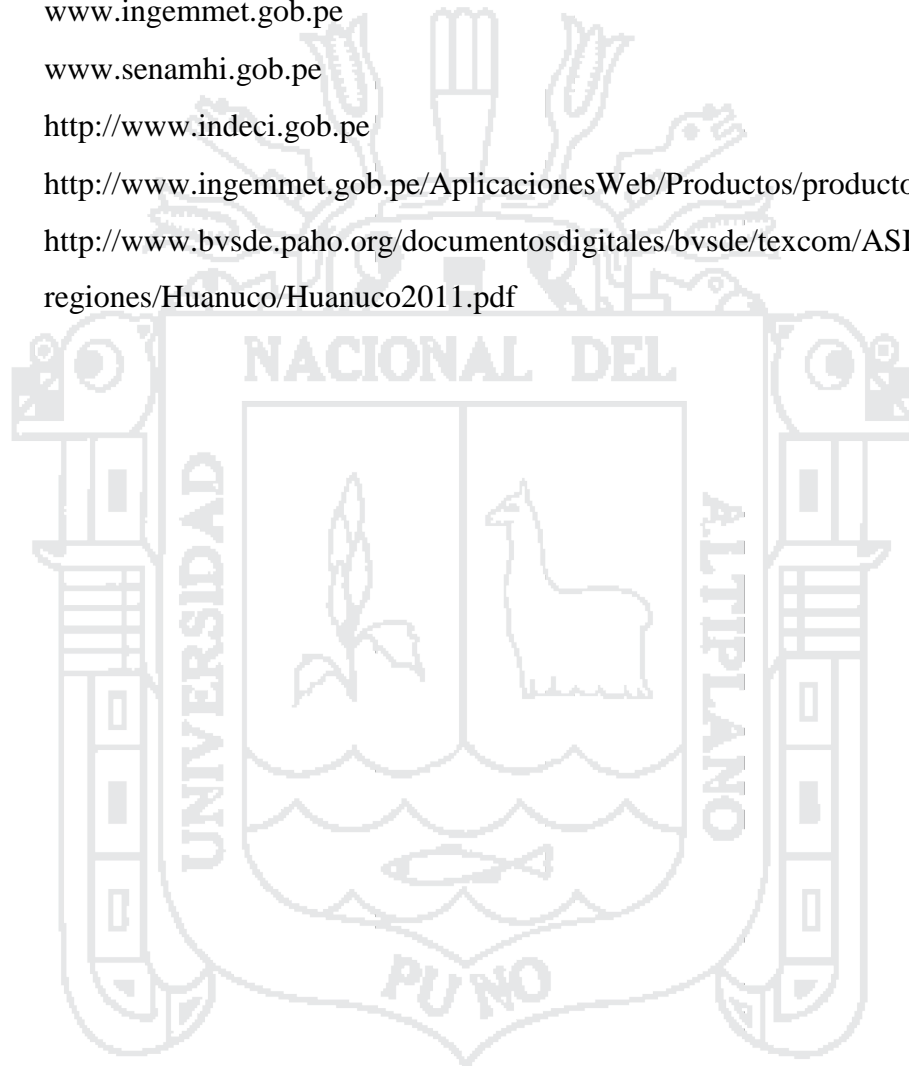 www.ingemmet.gob.pe
www.senamhi.gob.pe
http://www.indeci.gob.pe
http://www.ingemmet.gob.pe/AplicacionesWeb/Productos/producto
http://www.bvsde.paho.org/documentosdigitales/bvsde/texcom/ASI
regiones/Huanuco/Huanuco2011.pdf
NACIONAL DEL
UNIVERSIDAD
ALTIPLANO
PUNO